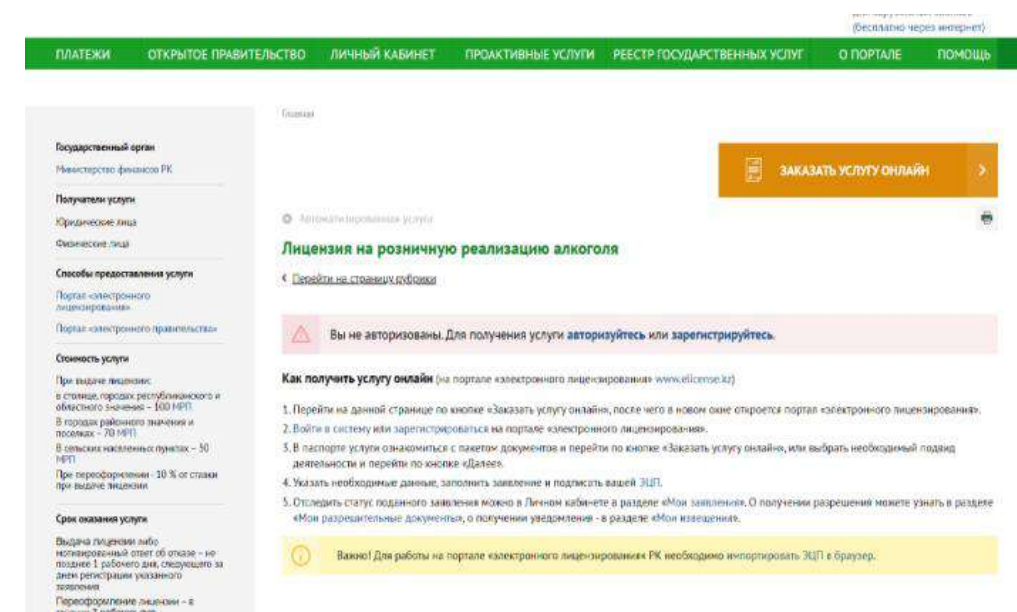 (бесплатно через интернет)
ПЛАТЕЖИ ОТКРЫТОЕ ПРАВИТЕЛЬСТВО ЛИЧНЫЙ КАБИНЕТ ПРОАКТИВНЫЕ УСЛУГИ РЕЕСТР ГОСУДАРСТВЕННЫХ УСЛУГ О ПОРТАЛЕ ПОМОЩЬ
Главная
Государственный орган
Министерство финансов РК
Получатели услуги
Юридические лица
Физические лица
Способы предоставления услуги
Портал «электронного
лицензирования»
Портал «электронного правительства»
Стоимость услуги
При выдаче лицензии:
в столице, городах республиканского и
областного значения – 100 МРП
В городах районного значения и
поселках – 70 МРП
В сельских населенных пунктах – 50
МРП
При переоформлении - 10 % от ставки
при выдаче лицензии
Срок оказания услуги
Выдача лицензии либо
мотивированный ответ об отказе – не
позднее 1 рабочего дня, следующего за
днем регистрации указанного
заявления
Переоформление лицензии – в
ЗАКАЗАТЬ УСЛУГУ ОНЛАЙН
Автоматизированная услуга
Лицензия на розничную реализацию алкоголя
Перейти на страницу рубрики
Вы не авторизованы. Для получения услуги авторизуйтесь или зарегистрируйтесь.
Как получить услугу онлайн (на портале «электронного лицензирования» www.elicense.kz)
1. Перейти на данной странице по кнопке «Заказать услугу онлайн», после чего в новом окне откроется портал «электронного лицензирования».
2. Войти в систему или зарегистрироваться на портале «электронного лицензирования».
3. В паспорте услуги ознакомиться с пакетом документов и перейти по кнопке «Заказать услугу онлайн», или выбрать необходимый подвид
деятельности и перейти по кнопке «Далее».
4. Указать необходимые данные, заполнить заявление и подписать вашей ЭЦП.
5. Отследить статус поданного заявления можно в Личном кабинете в разделе «Мои заявления». О получении разрешения можете узнать в разделе
«Мои разрешительные документы», о получении уведомления - в разделе «Мои извещения».
Важно! Для работы на портале «электронного лицензирования» РК необходимо импортировать ЭЦП в браузер.